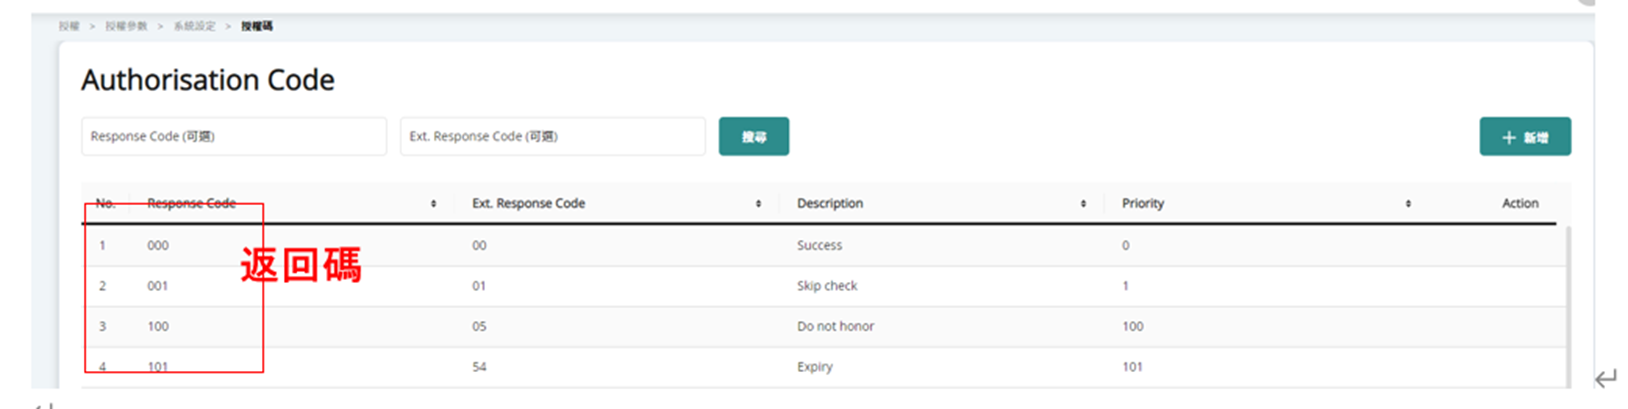 授權 > 授權參數 > 系統設定 > 授權碼
Authorisation Code
Response Code (可選) Ext. Response Code (可選) 搜尋 + 新增
No. Response Code Ext. Response Code Description Priority Action
1 000 00 Success 0
返回碼
2 001 01 Skip check 1
3 100 05 Do not honor 100
4 101 54 Expiry 101